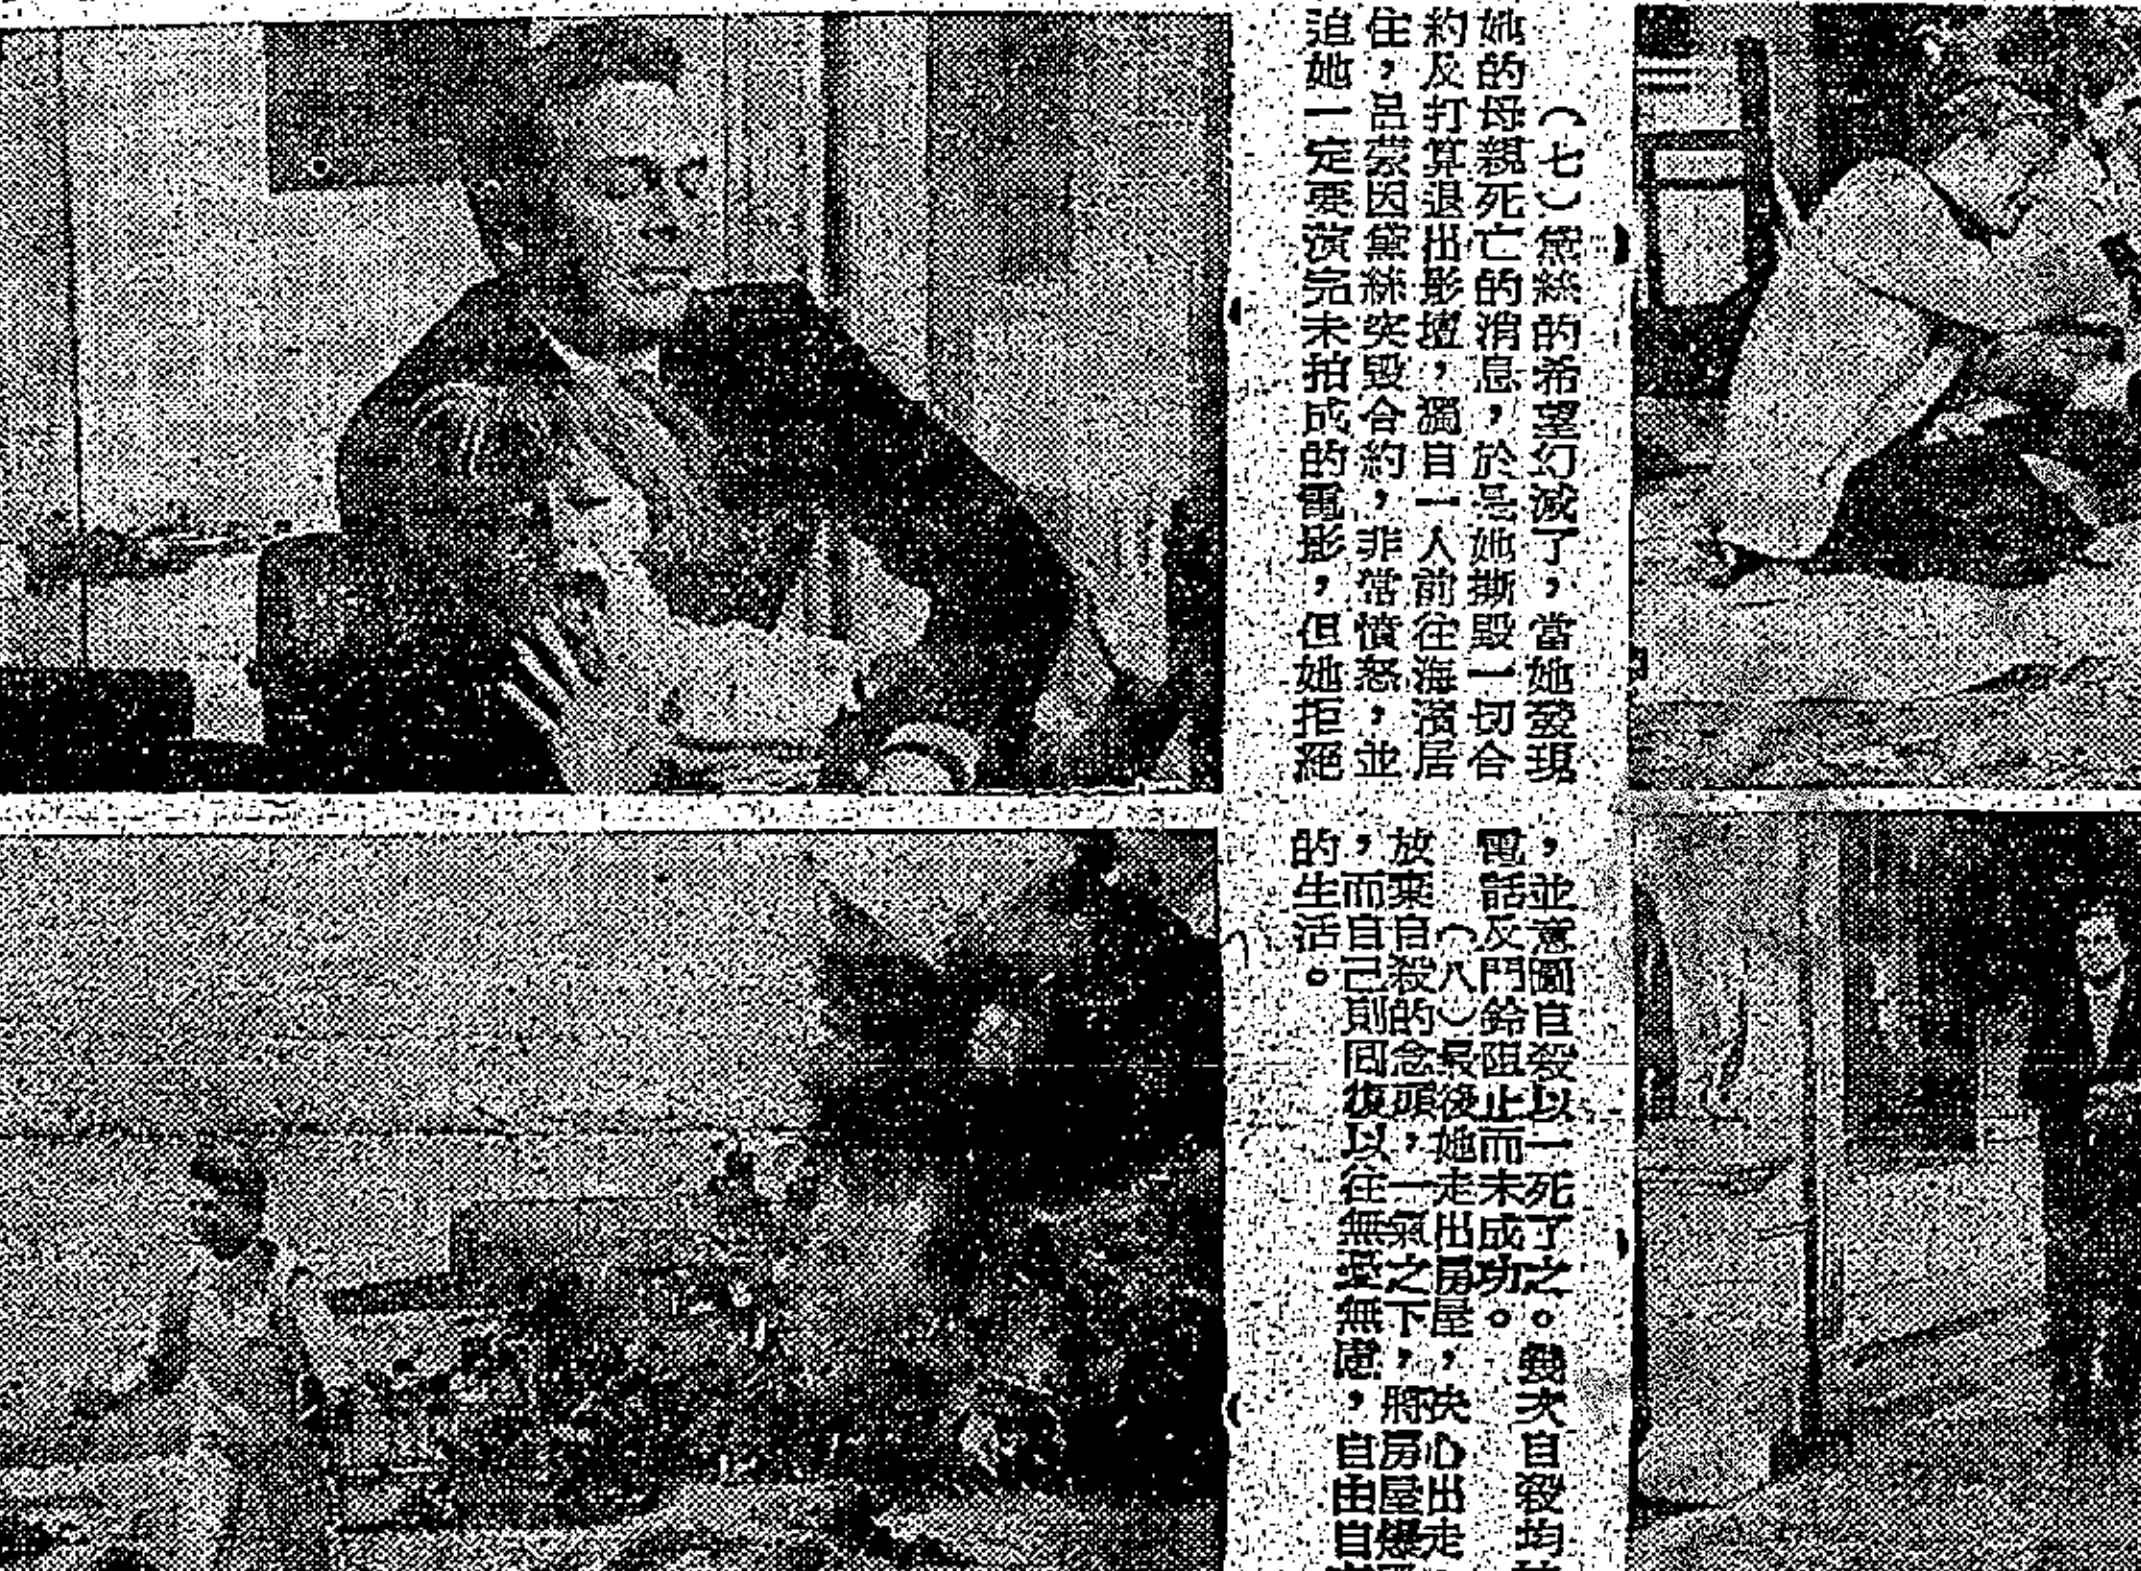 （七）黛絲的希望幻滅了，當她發現
她的母親死亡的消息，於是她撕毀一切合
約及打算退出影壇，獨自一人前往海濱居
住，呂蒙因黛絲突毀合約，非常憤怒，並
迫她一定要演完未拍成的電影，但她拒絕
，並意圖自殺以一死了之。幾次自殺均
電話及門鈴阻止而未成功。
（八）最後她走出房屋，決心出走
放棄自殺的念頭，一氣之下，將房屋爆
，而自己則回復以往無憂無慮，自由自
的生活。